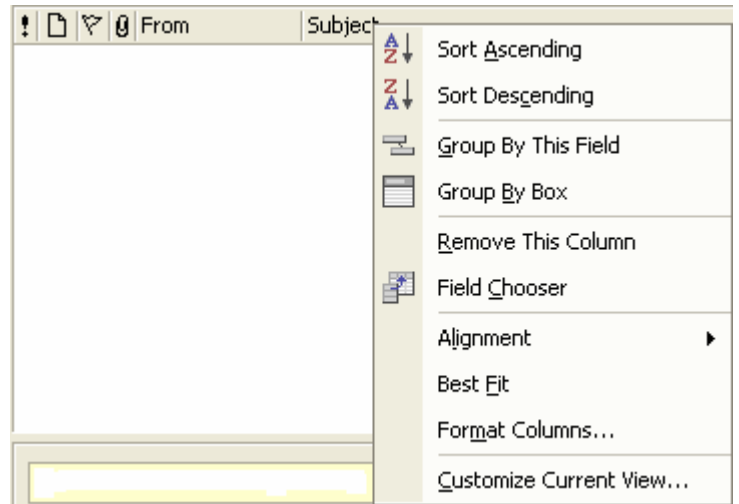 ! From Subject
Sort Ascending
Sort Descending
Group By This Field
Group By Box
Remove This Column
Field Chooser
Alignment
Best Fit
Format Columns...
Customize Current View...